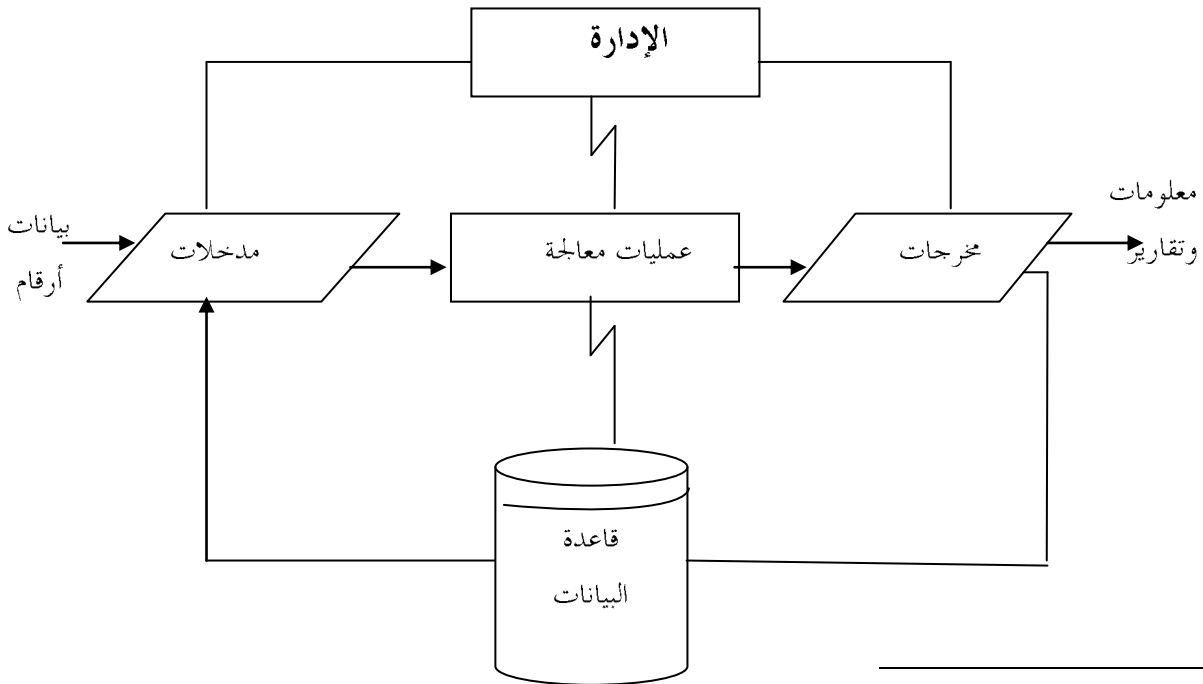 الإدارة
معلومات
وتقارير
مخرجات
عمليات معالجة
مدخلات
بيانات
أرقام
قاعدة
البيانات